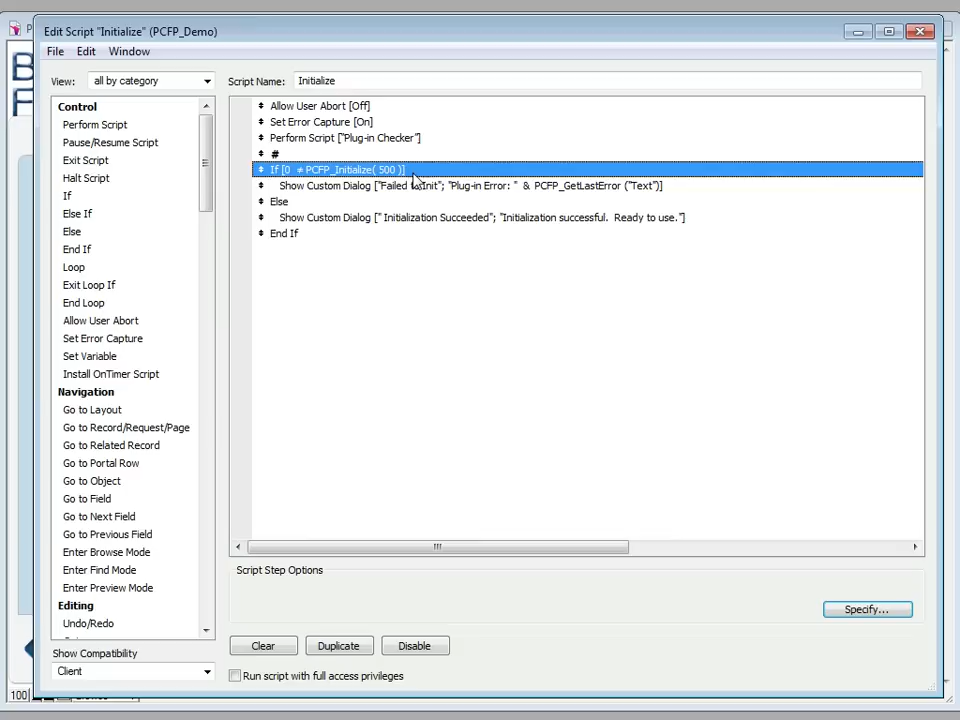 Edit Script "Initialize" (PCFP_Demo)
File Edit Window
View: all by category
Script Name: Initialize
Control
Perform Script
Pause/Resume Script
Exit Script
Halt Script
If
Else If
Else
End If
Loop
Exit Loop If
End Loop
Allow User Abort
Set Error Capture
Set Variable
Install OnTimer Script
Navigation
Go to Layout
Go to Record/Request/Page
Go to Related Record
Go to Portal Row
Go to Object
Go to Field
Go to Next Field
Go to Previous Field
Enter Browse Mode
Enter Find Mode
Enter Preview Mode
Editing
Undo/Redo
Allow User Abort [Off]
Set Error Capture [On]
Perform Script ["Plug-in Checker"]
#
If [0 ≠ PCFP_Initialize( 500 )]
Show Custom Dialog ["Failed to Init"; "Plug-in Error: " & PCFP_GetLastError ("Text")]
Else
Show Custom Dialog [" Initialization Succeeded"; "Initialization successful. Ready to use."]
End If
Script Step Options
Specify...
Clear Duplicate Disable
Show Compatibility
Client
Run script with full access privileges
100